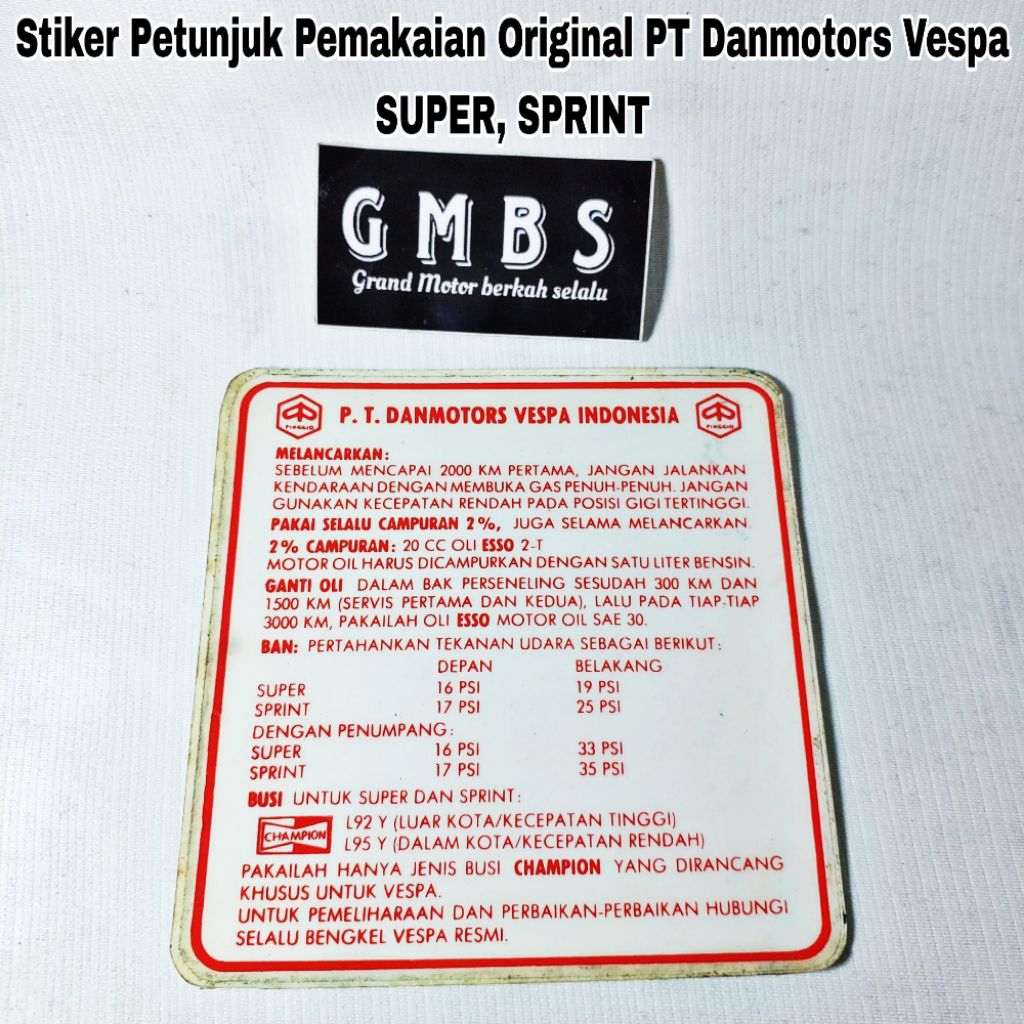 Stiker Petunjuk Pemakaian Original PT Danmotors Vespa
SUPER, SPRINT
GMBS
Grand Motor berkah selalu
PIAGGIO P. T. DANMOTORS VESPA INDONESIA PIAGGIO
MELANCARKAN:
SEBELUM MENCAPAI 2000 KM PERTAMA, JANGAN JALANKAN
KENDARAAN DENGAN MEMBUKA GAS PENUH-PENUH. JANGAN
GUNAKAN KECEPATAN RENDAH PADA POSISI GIGI TERTINGGI.
PAKAI SELALU CAMPURAN 2%, JUGA SELAMA MELANCARKAN.
2% CAMPURAN: 20 CC OLI ESSO 2-T
MOTOR OIL HARUS DICAMPURKAN DENGAN SATU LITER BENSIN.
GANTI OLI DALAM BAK PERSENELING SESUDAH 300 KM DAN
1500 KM (SERVIS PERTAMA DAN KEDUA), LALU PADA TIAP-TIAP
3000 KM, PAKAILAH OLI ESSO MOTOR OIL SAE 30.
BAN: PERTAHANKAN TEKANAN UDARA SEBAGAI BERIKUT:
DEPAN BELAKANG
SUPER 16 PSI 19 PSI
SPRINT 17 PSI 25 PSI
DENGAN PENUMPANG:
SUPER 16 PSI 33 PSI
SPRINT 17 PSI 35 PSI
BUSI UNTUK SUPER DAN SPRINT:
CHAMPION L92 Y (LUAR KOTA/KECEPATAN TINGGI)
L95 Y (DALAM KOTA/KECEPATAN RENDAH)
PAKAILAH HANYA JENIS BUSI CHAMPION YANG DIRANCANG
KHUSUS UNTUK VESPA.
UNTUK PEMELIHARAAN DAN PERBAIKAN-PERBAIKAN HUBUNGI
SELALU BENGKEL VESPA RESMI.